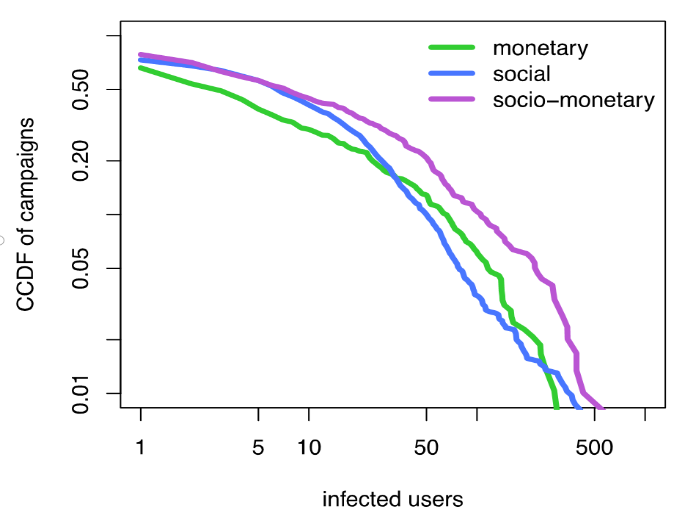 monetary
social
socio−monetary
CCDF of campaigns
0.50
0.20
0.05
0.01
1 5 10 50 500
infected users